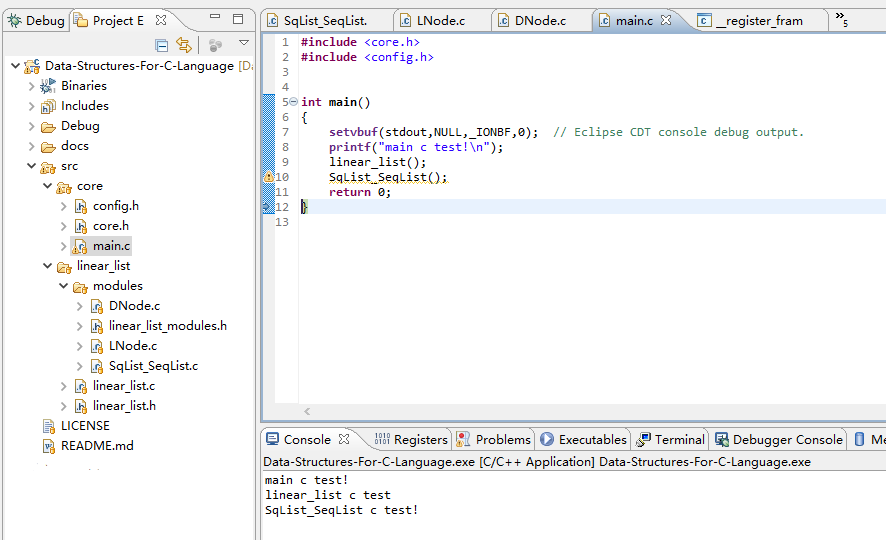 Debug Project E
Data-Structures-For-C-Language [Da
Binaries
Includes
Debug
docs
src
core
config.h
core.h
main.c
linear_list
modules
DNode.c
linear_list_modules.h
LNode.c
SqList_SeqList.c
linear_list.c
linear_list.h
LICENSE
README.md
SqList_SeqList. LNode.c DNode.c main.c __register_fram »5
1 #include <core.h>
2 #include <config.h>
3
4
5 int main()
6 {
7 setvbuf(stdout,NULL,_IONBF,0); // Eclipse CDT console debug output.
8 printf("main c test!\n");
9 linear_list();
10 SqList_SeqList();
11 return 0;
12 }
13
Console Registers Problems Executables Terminal Debugger Console Me
Data-Structures-For-C-Language.exe [C/C++ Application] Data-Structures-For-C-Language.exe
main c test!
linear_list c test
SqList_SeqList c test!